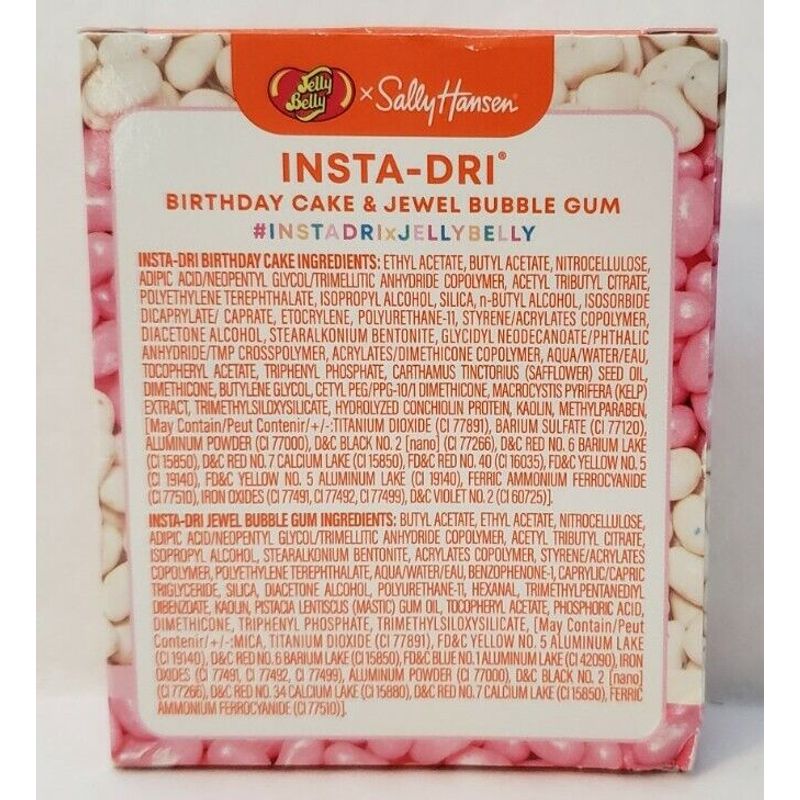 Jelly Belly × Sally Hansen®
INSTA-DRI®
BIRTHDAY CAKE & JEWEL BUBBLE GUM
#INSTADRIxJELLYBELLY
INSTA-DRI BIRTHDAY CAKE INGREDIENTS: ETHYL ACETATE, BUTYL ACETATE, NITROCELLULOSE,
ADIPIC ACID/NEOPENTYL GLYCOL/TRIMELLITIC ANHYDRIDE COPOLYMER, ACETYL TRIBUTYL CITRATE,
POLYETHYLENE TEREPHTHALATE, ISOPROPYL ALCOHOL, SILICA, n-BUTYL ALCOHOL, ISOSORBIDE
DICAPRYLATE/ CAPRATE, ETOCRYLENE, POLYURETHANE-11, STYRENE/ACRYLATES COPOLYMER,
DIACETONE ALCOHOL, STEARALKONIUM BENTONITE, GLYCIDYL NEODECANOATE/PHTHALIC
ANHYDRIDE/TMP CROSSPOLYMER, ACRYLATES/DIMETHICONE COPOLYMER, AQUA/WATER/EAU,
TOCOPHERYL ACETATE, TRIPHENYL PHOSPHATE, CARTHAMUS TINCTORIUS (SAFFLOWER) SEED OIL,
DIMETHICONE, BUTYLENE GLYCOL, CETYL PEG/PPG-10/1 DIMETHICONE, MACROCYSTIS PYRIFERA (KELP)
EXTRACT, TRIMETHYLSILOXYSILICATE, HYDROLYZED CONCHIOLIN PROTEIN, KAOLIN, METHYLPARABEN,
[May Contain/Peut Contenir/+/-:TITANIUM DIOXIDE (CI 77891), BARIUM SULFATE (CI 77120),
ALUMINUM POWDER (CI 77000), D&C BLACK NO. 2 [nano] (CI 77266), D&C RED NO. 6 BARIUM LAKE
(CI 15850), D&C RED NO. 7 CALCIUM LAKE (CI 15850), FD&C RED NO. 40 (CI 16035), FD&C YELLOW NO. 5
(CI 19140), FD&C YELLOW NO. 5 ALUMINUM LAKE (CI 19140), FERRIC AMMONIUM FERROCYANIDE
(CI 77510), IRON OXIDES (CI 77491, CI 77492, CI 77499), D&C VIOLET NO. 2 (CI 60725)].
INSTA-DRI JEWEL BUBBLE GUM INGREDIENTS: BUTYL ACETATE, ETHYL ACETATE, NITROCELLULOSE,
ADIPIC ACID/NEOPENTYL GLYCOL/TRIMELLITIC ANHYDRIDE COPOLYMER, ACETYL TRIBUTYL CITRATE,
ISOPROPYL ALCOHOL, STEARALKONIUM BENTONITE, ACRYLATES COPOLYMER, STYRENE/ACRYLATES
COPOLYMER, POLYETHYLENE TEREPHTHALATE, AQUA/WATER/EAU, BENZOPHENONE-1, CAPRYLIC/CAPRIC
TRIGLYCERIDE, SILICA, DIACETONE ALCOHOL, POLYURETHANE-11, HEXANAL, TRIMETHYLPENTANEDYL
DIBENZOATE, KAOLIN, PISTACIA LENTISCUS (MASTIC) GUM OIL, TOCOPHERYL ACETATE, PHOSPHORIC ACID,
DIMETHICONE, TRIPHENYL PHOSPHATE, TRIMETHYLSILOXYSILICATE, [May Contain/Peut
Contenir/+/-:MICA, TITANIUM DIOXIDE (CI 77891), FD&C YELLOW NO. 5 ALUMINUM LAKE
(CI 19140), D&C RED NO. 6 BARIUM LAKE (CI 15850), FD&C BLUE NO. 1 ALUMINUM LAKE (CI 42090), IRON
OXIDES (CI 77491, CI 77492, CI 77499), ALUMINUM POWDER (CI 77000), D&C BLACK NO. 2 [nano]
(CI 77266), D&C RED NO. 34 CALCIUM LAKE (CI 15880), D&C RED NO. 7 CALCIUM LAKE (CI 15850), FERRIC
AMMONIUM FERROCYANIDE (CI 77510)].